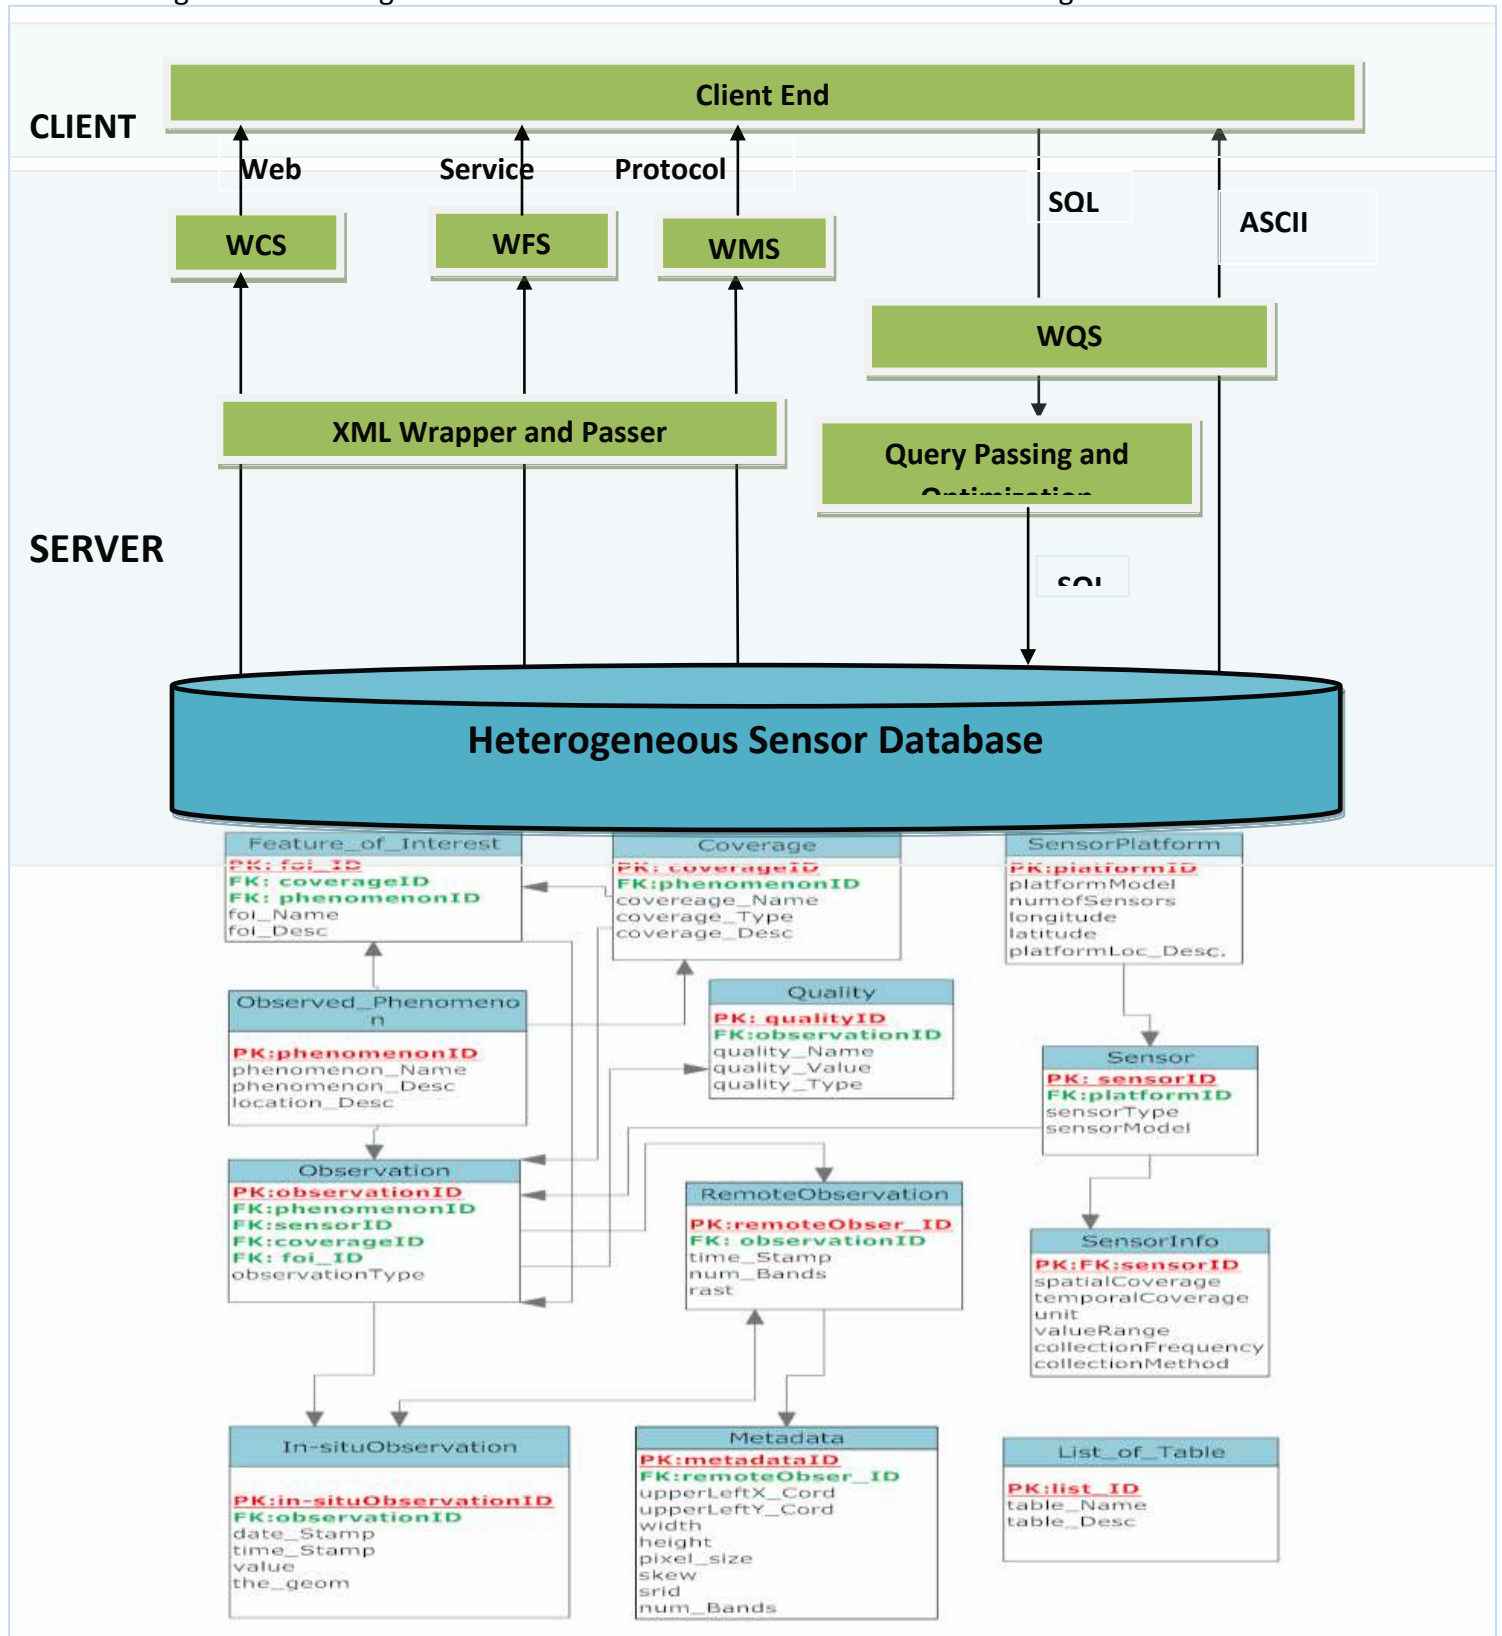 Client End
CLIENT
Web Service Protocol
SQL
ASCII
WCS
WFS
WMS
WQS
XML Wrapper and Passer
Query Passing and
Optimization
SERVER
SQL
Heterogeneous Sensor Database
Feature_of_Interest
PK: foi_ID
FK: coverageID
FK: phenomenonID
foi_Name
foi_Desc
Coverage
PK: coverageID
FK:phenomenonID
covereage_Name
coverage_Type
coverage_Desc
SensorPlatform
PK:platformID
platformModel
numofSensors
longitude
latitude
platformLoc_Desc.
Observed_Phenomeno
n
PK:phenomenonID
phenomenon_Name
phenomenon_Desc
location_Desc
Quality
PK: qualityID
FK:observationID
quality_Name
quality_Value
quality_Type
Sensor
PK: sensorID
FK:platformID
sensorType
sensorModel
Observation
PK:observationID
FK:phenomenonID
FK:sensorID
FK:coverageID
FK: foi_ID
observationType
RemoteObservation
PK:remoteObser_ID
FK: observationID
time_Stamp
num_Bands
rast
SensorInfo
PK:FK:sensorID
spatialCoverage
temporalCoverage
unit
valueRange
collectionFrequency
collectionMethod
In-situObservation
PK:in-situObservationID
FK:observationID
date_Stamp
time_Stamp
value
the_geom
Metadata
PK:metadataID
FK:remoteObser_ID
upperLeftX_Cord
upperLeftY_Cord
width
height
pixel_size
skew
srid
num_Bands
List_of_Table
PK:list_ID
table_Name
table_Desc